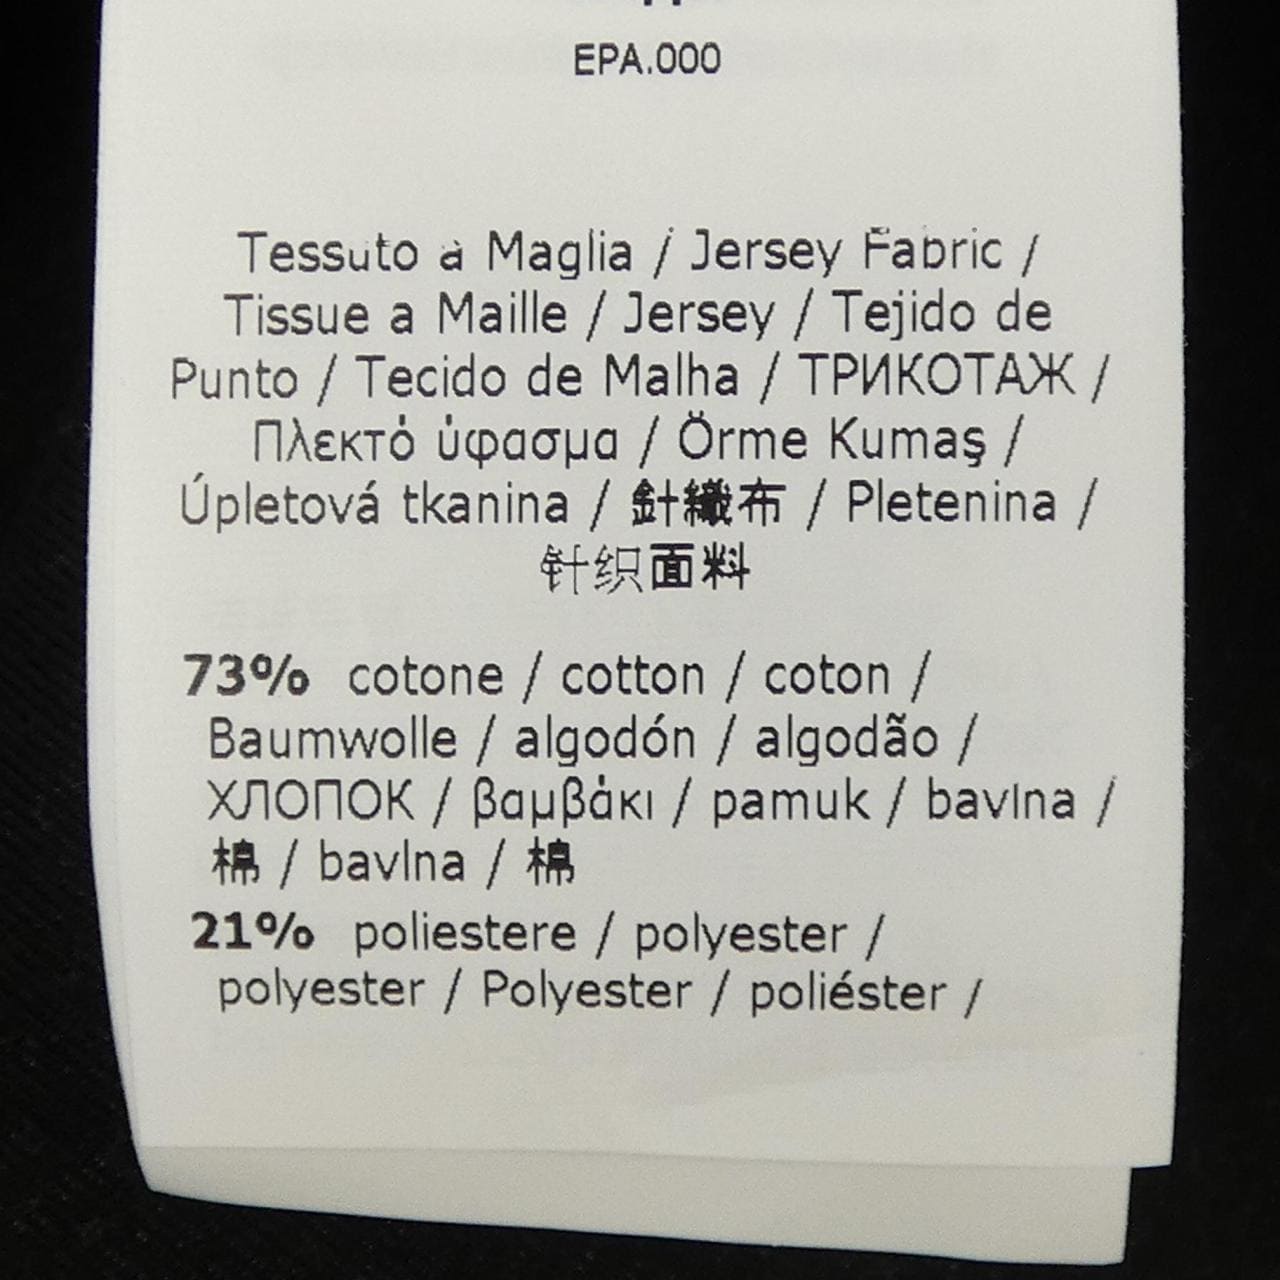 EPA.000
Tessuto a Maglia / Jersey Fabric /
Tissue a Maille / Jersey / Tejido de
Punto / Tecido de Malha / ТРИКОТАЖ /
Πλεκτό ύφασμα / Örme Kumaş /
Úpletová tkanina / 針織布 / Pletenina /
针织面料
73% cotone / cotton / coton /
Baumwolle / algodón / algodão /
ХЛОПОК / βαμβάκι / pamuk / bavlna /
棉 / bavlna / 棉
21% poliestere / polyester /
polyester / Polyester / poliéster /